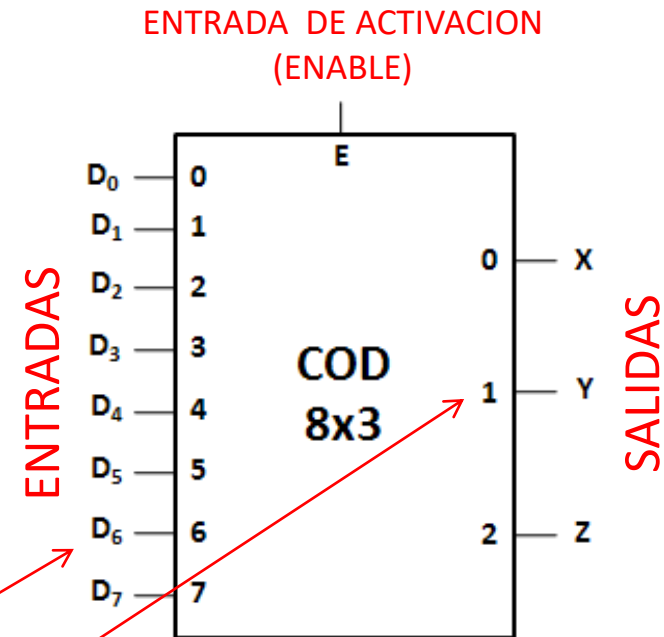 ENTRADA DE ACTIVACION
(ENABLE)
E
D₀ 0
D₁ 1
D₂ 2
D₃ 3
D₄ 4
D₅ 5
D₆ 6
D₇ 7
ENTRADAS
COD
8x3
0 X
1 Y
2 Z
SALIDAS